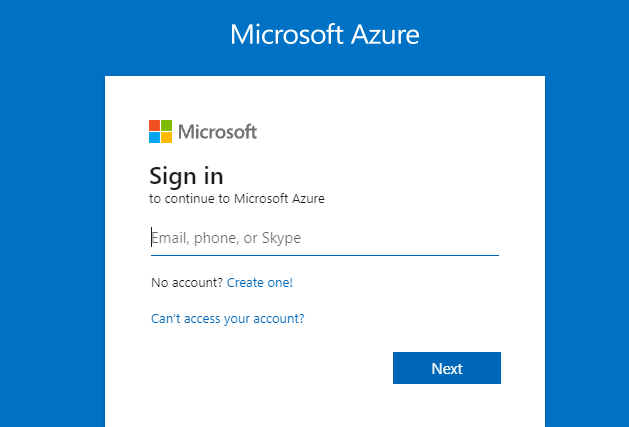 Microsoft Azure
Microsoft
Sign in
to continue to Microsoft Azure
Email, phone, or Skype
No account? Create one!
Can't access your account?
Next